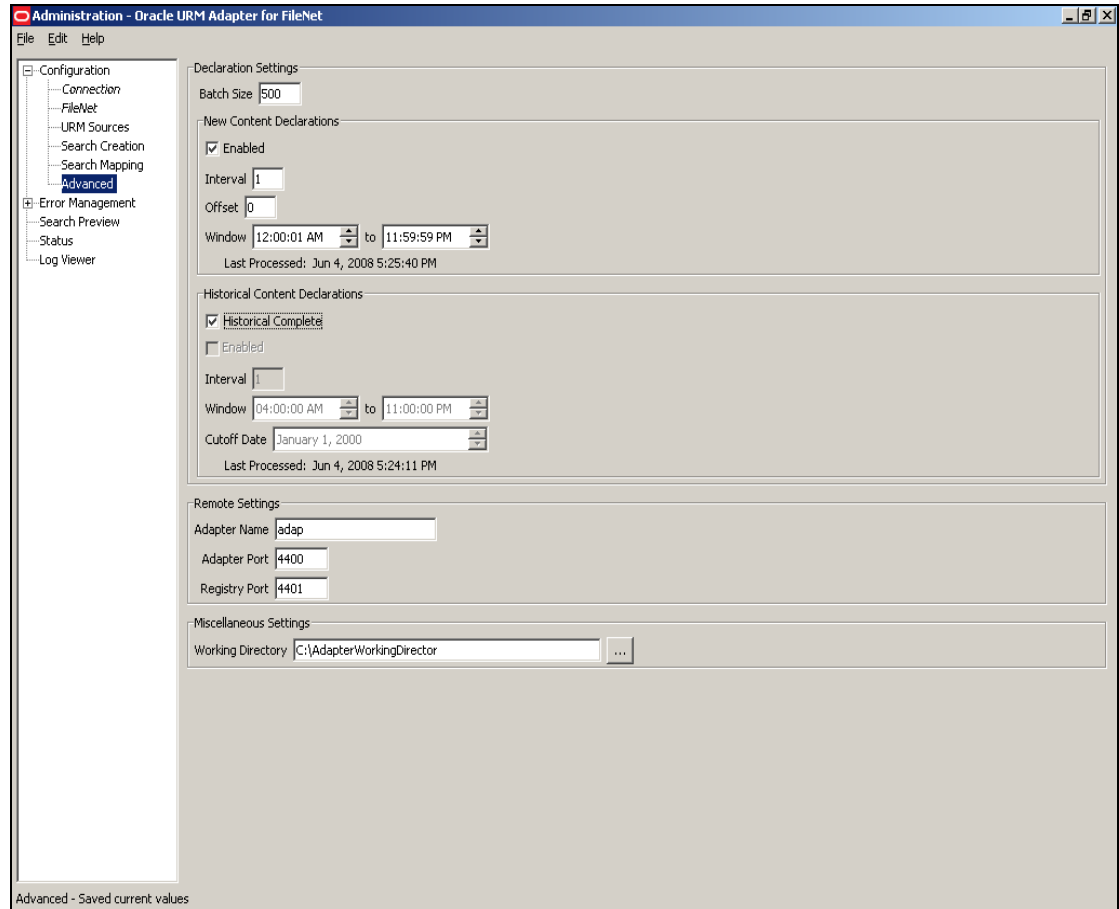 Administration - Oracle URM Adapter for FileNet
File Edit Help
Configuration
Connection
FileNet
URM Sources
Search Creation
Search Mapping
Advanced
Error Management
Search Preview
Status
Log Viewer
Declaration Settings
Batch Size 500
New Content Declarations
Enabled
Interval 1
Offset 0
Window 12:00:01 AM to 11:59:59 PM
Last Processed: Jun 4, 2008 5:25:40 PM
Historical Content Declarations
Historical Complete
Enabled
Interval 1
Window 04:00:00 AM to 11:00:00 PM
Cutoff Date January 1, 2000
Last Processed: Jun 4, 2008 5:24:11 PM
Remote Settings
Adapter Name adap
Adapter Port 4400
Registry Port 4401
Miscellaneous Settings
Working Directory C:\AdapterWorkingDirector ...
Advanced - Saved current values